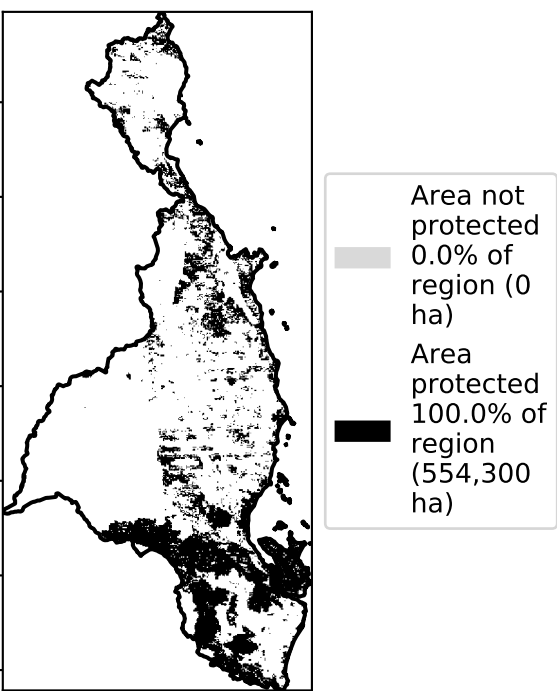 Area not
protected
0.0% of
region (0
ha)
Area
protected
100.0% of
region
(554,300
ha)